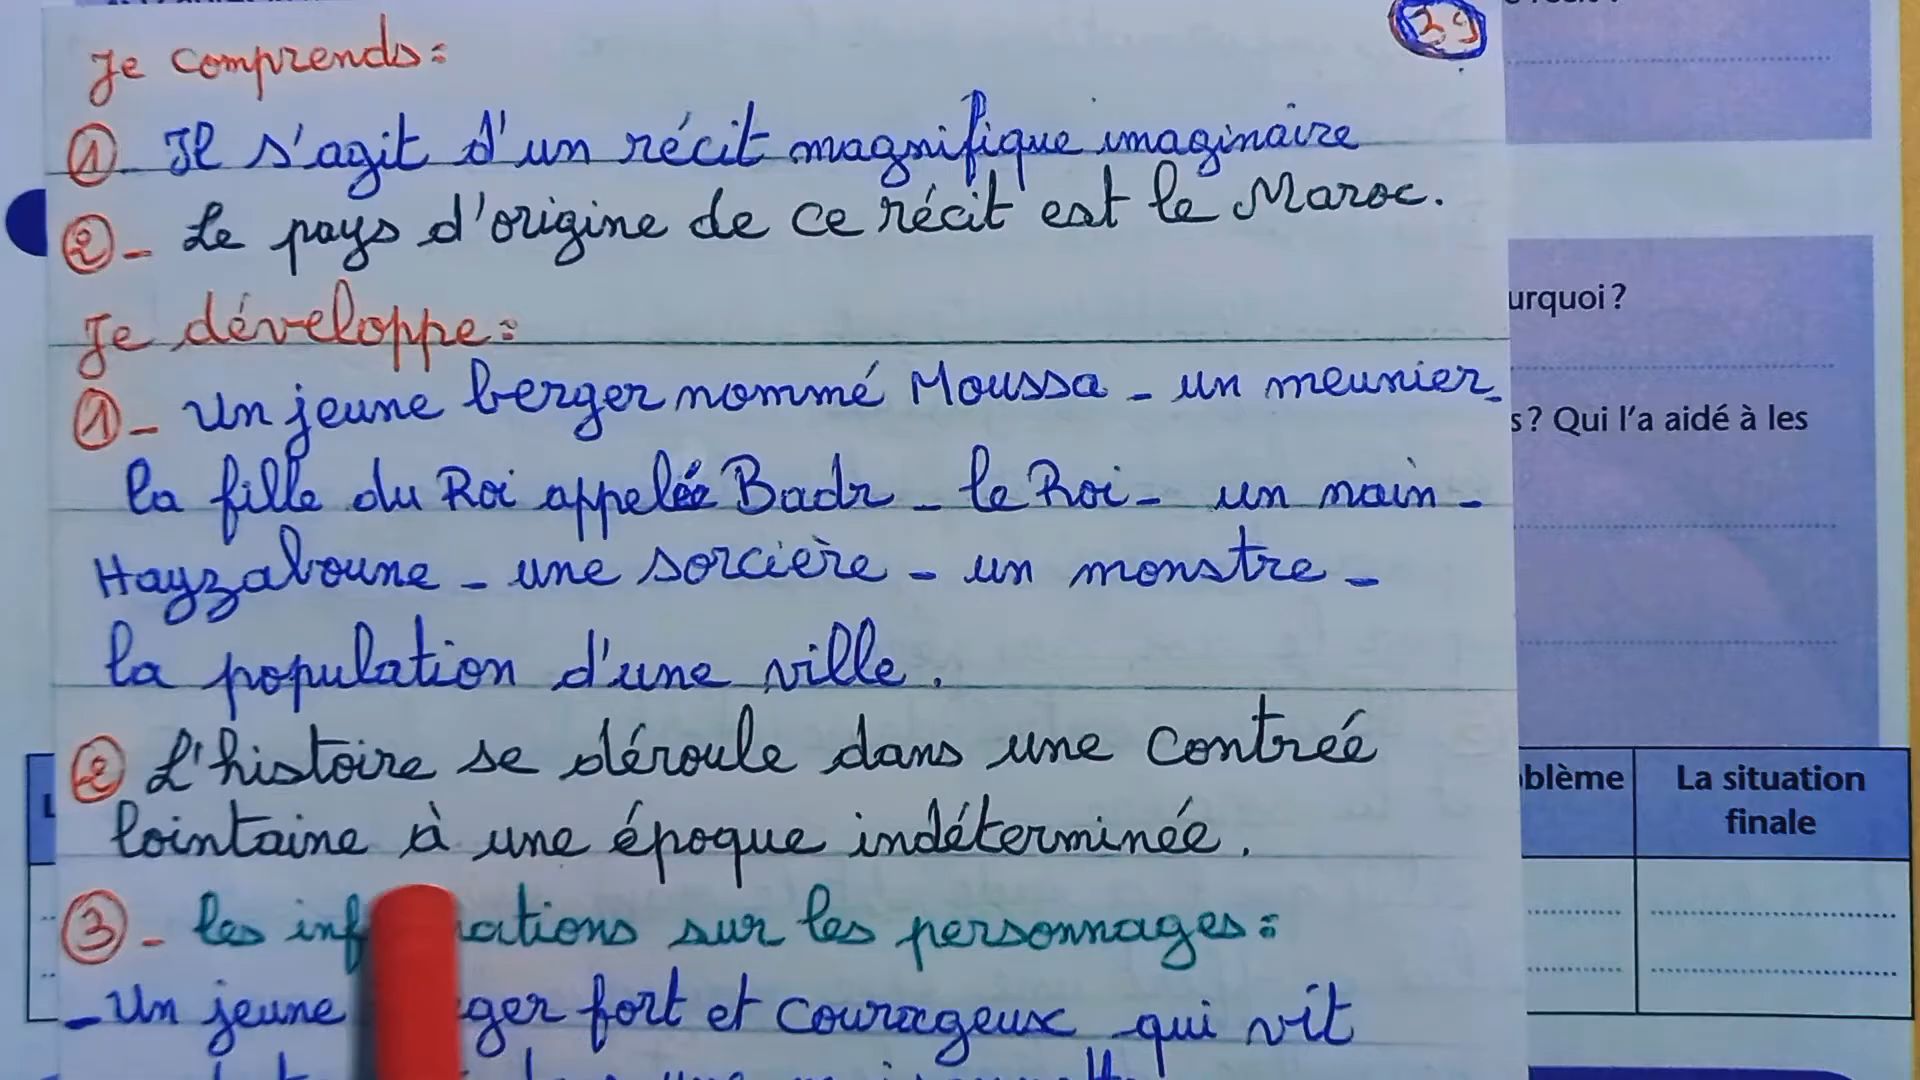 29
Je comprends:
① Il s'agit d'un récit magnifique imaginaire
② - Le pays d'origine de ce récit est le Maroc.
Je développe:
① - Un jeune berger nommé Moussa - un meunier -
la fille du Roi appelée Badr - le Roi - un nain -
Hayzaboune - une sorcière - un monstre -
la population d'une ville.
② L'histoire se déroule dans une contrée
lointaine à une époque indéterminée.
③ - les inf ations sur les personnages:
- Un jeune ger fort et courageux qui vit
urquoi ?
s ? Qui l'a aidé à les
blème
La situation
finale